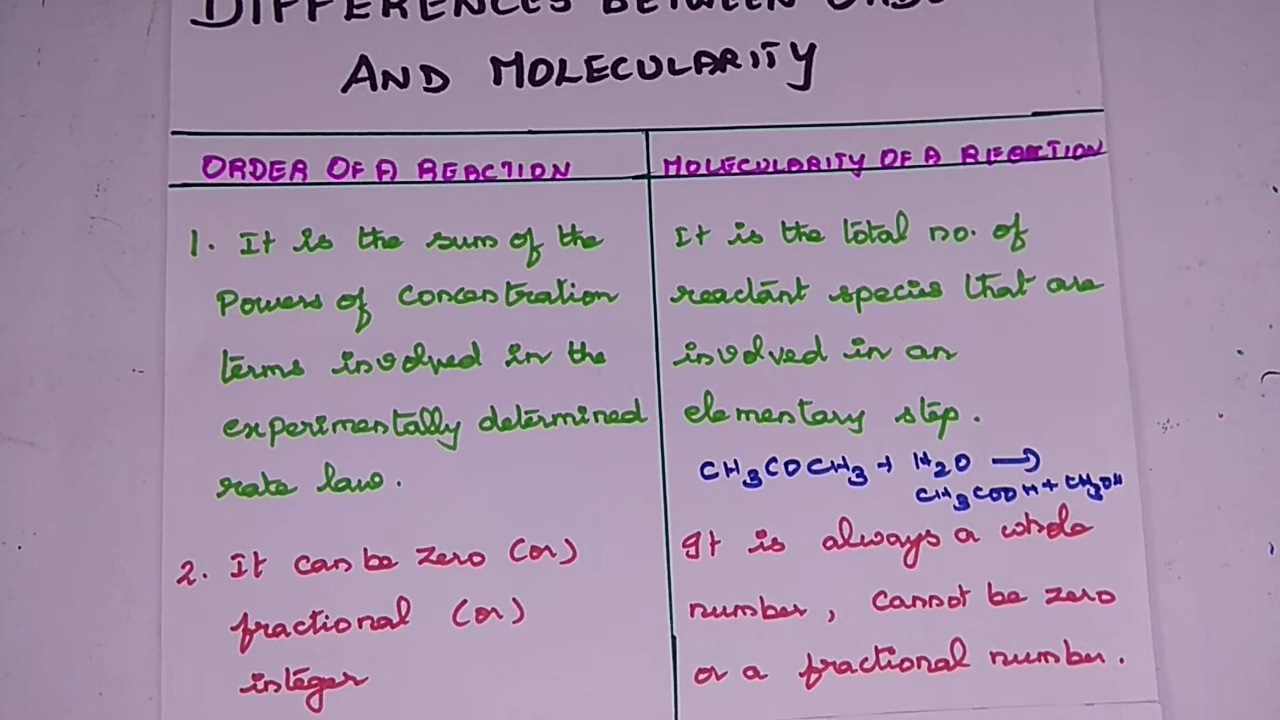 DIFFERENCES BETWEEN
AND MOLECULARITY
ORDER OF A REACTION
1. It is the sum of the
Powers of concentration
terms involved in the
experimentally determined
rate law.
2. It can be zero (or)
fractional (or)
integer
MOLECULARITY OF A REACTION
It is the total no. of
reactant species that are
involved in an
elementary step.
CH3COCH3 + H2O →
CH3COOH + CH3OH
It is always a whole
number, cannot be zero
or a fractional number.